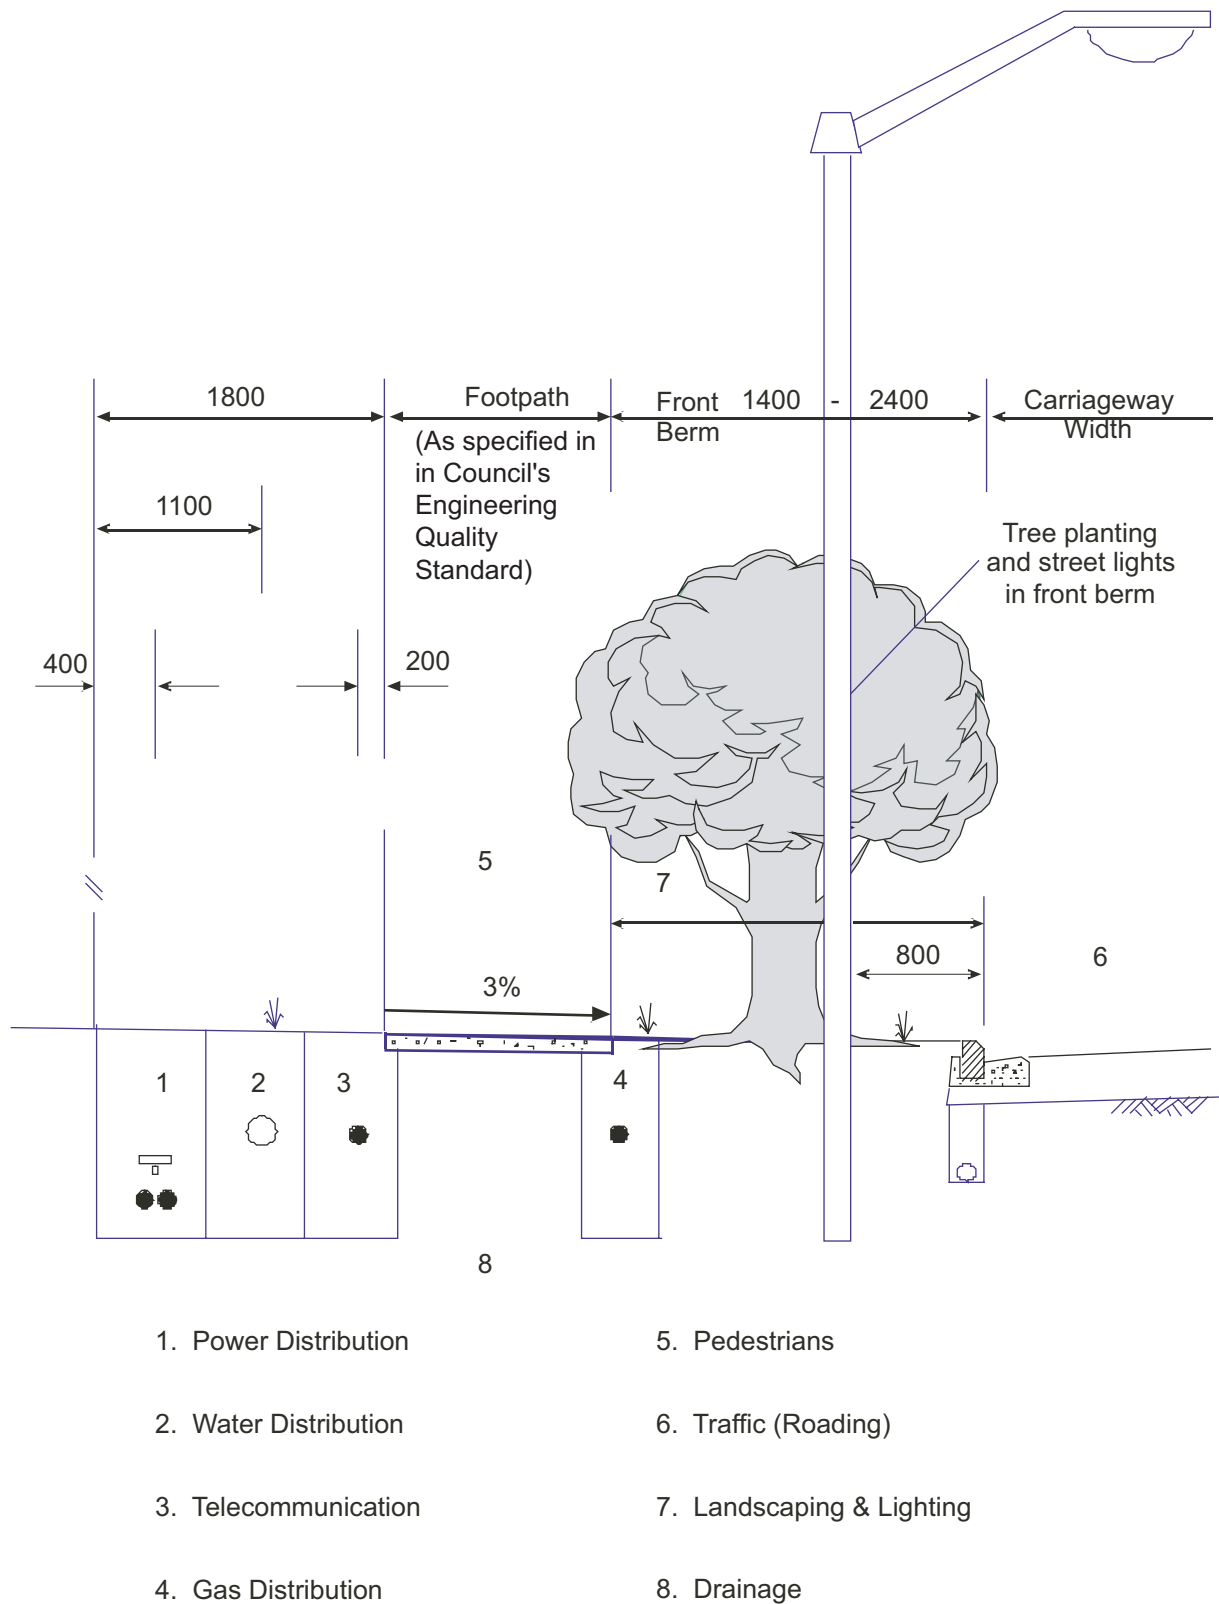 1800
Footpath
Front 1400 - 2400
Berm
Carriageway
Width
(As specified in
in Council's
Engineering
Quality
Standard)
1100
Tree planting
and street lights
in front berm
400
200
5
7
800
6
3%
1
2
3
4
8
1. Power Distribution
5. Pedestrians
2. Water Distribution
6. Traffic (Roading)
3. Telecommunication
7. Landscaping & Lighting
4. Gas Distribution
8. Drainage